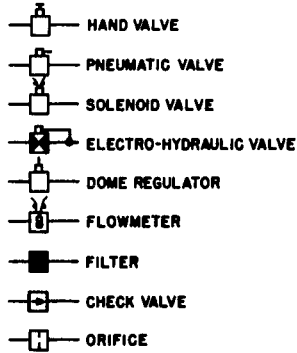 HAND VALVE
PNEUMATIC VALVE
SOLENOID VALVE
ELECTRO-HYDRAULIC VALVE
DOME REGULATOR
FLOWMETER
FILTER
CHECK VALVE
ORIFICE